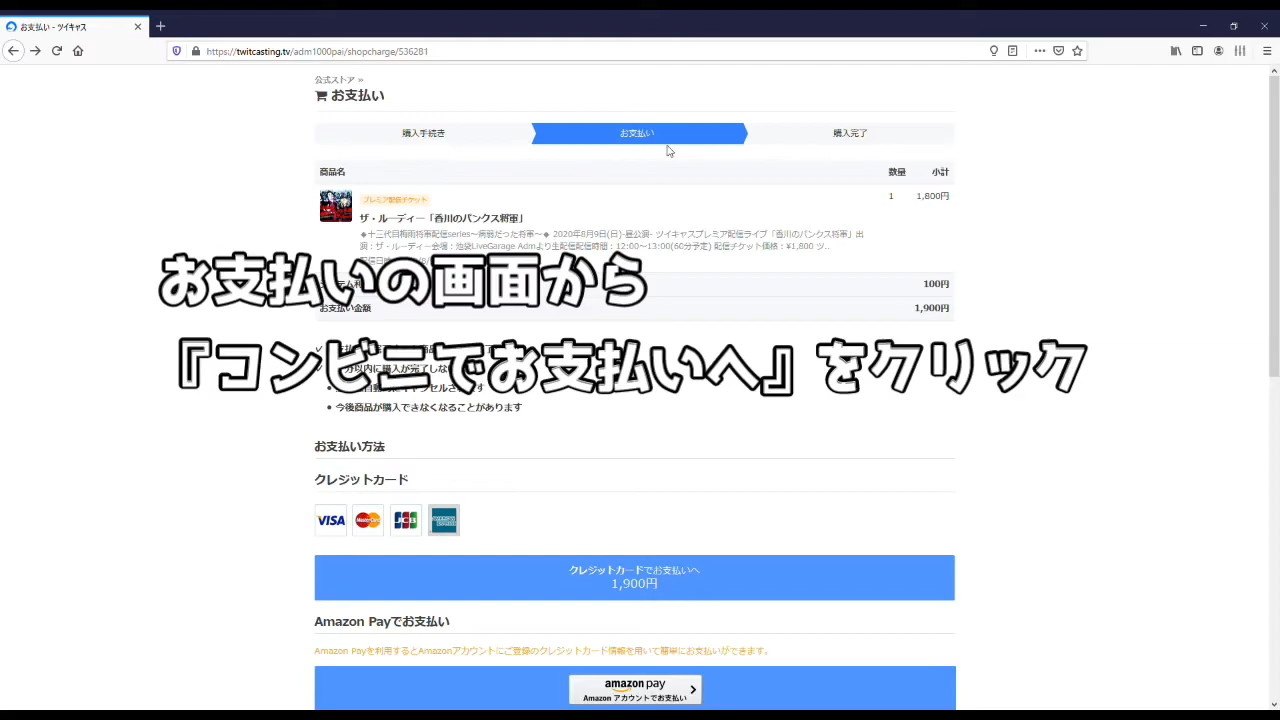 お支払い - ツイキャス
https://twitcasting.tv/adm1000pai/shopcharge/536281
公式ストア »
お支払い
購入手続き お支払い 購入完了
商品名 数量 小計
プレミア配信チケット 1 1,800円
ザ・ルーディー「香川のパンクス将軍」
◆十三代目梅雨将軍配信series～病弱だった将軍～◆ 2020年8月9日(日)-昼公演- ツイキャスプレミア配信ライブ「香川のパンクス将軍」出
演：ザ・ルーディー会場：池袋LiveGarage Admより生配信配信時間：12:00〜13:00(60分予定) 配信チケット価格：¥1,800 ツ..
お支払いの画面から
100円
お支払い金額 1,900円
『コンビニでお支払いへ』をクリック
分以内に購入が完了しな
今後商品が購入できなくなることがあります
お支払い方法
クレジットカード
VISA MasterCard JCB AMERICAN EXPRESS
クレジットカードでお支払いへ
1,900円
Amazon Payでお支払い
Amazon Payを利用するとAmazonアカウントにご登録のクレジットカード情報を用いて簡単にお支払いができます。
amazon pay
Amazon アカウントでお支払い